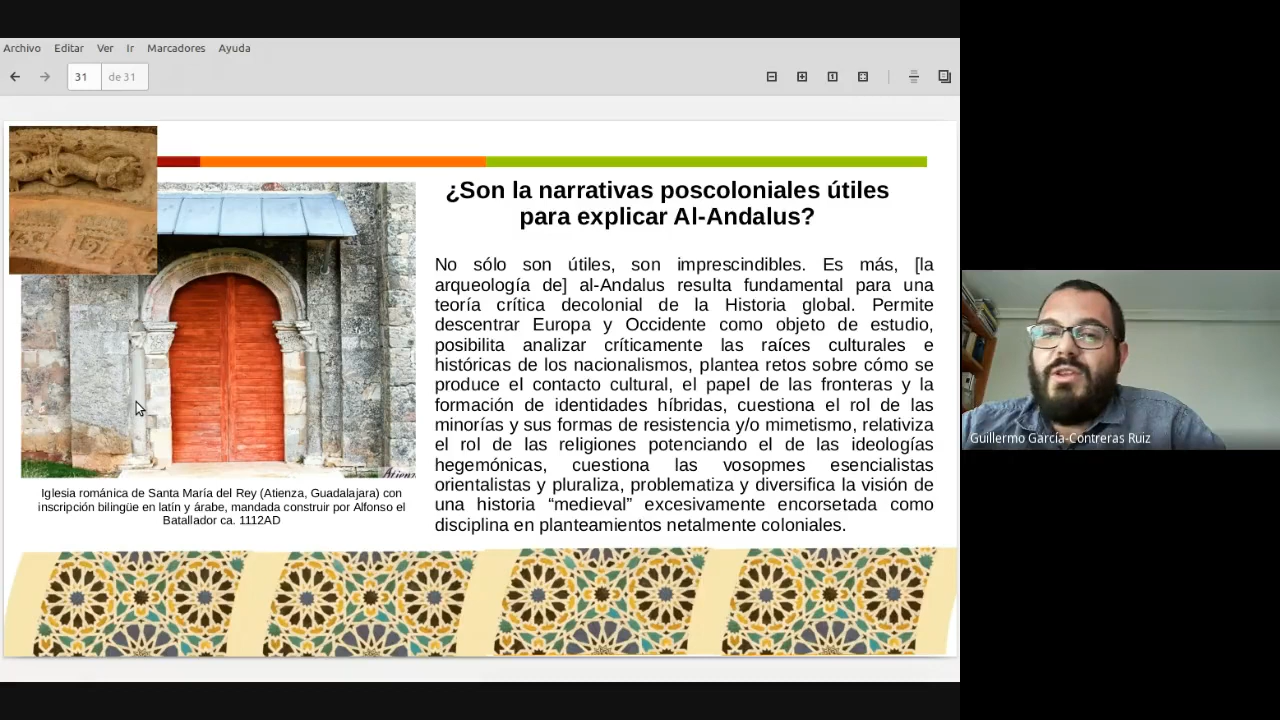 Archivo Editar Ver Ir Marcadores Ayuda
31 de 31
¿Son la narrativas poscoloniales útiles
para explicar Al-Andalus?
No sólo son útiles, son imprescindibles. Es más, [la
arqueología de] al-Andalus resulta fundamental para una
teoría crítica decolonial de la Historia global. Permite
descentrar Europa y Occidente como objeto de estudio,
posibilita analizar críticamente las raíces culturales e
históricas de los nacionalismos, plantea retos sobre cómo se
produce el contacto cultural, el papel de las fronteras y la
formación de identidades híbridas, cuestiona el rol de las
minorías y sus formas de resistencia y/o mimetismo, relativiza
el rol de las religiones potenciando el de las ideologías
hegemónicas, cuestiona las vosopmes esencialistas
orientalistas y pluraliza, problematiza y diversifica la visión de
una historia “medieval” excesivamente encorsetada como
disciplina en planteamientos netalmente coloniales.
Iglesia románica de Santa María del Rey (Atienza, Guadalajara) con
inscripción bilingüe en latín y árabe, mandada construir por Alfonso el
Batallador ca. 1112AD
Guillermo García-Contreras Ruiz